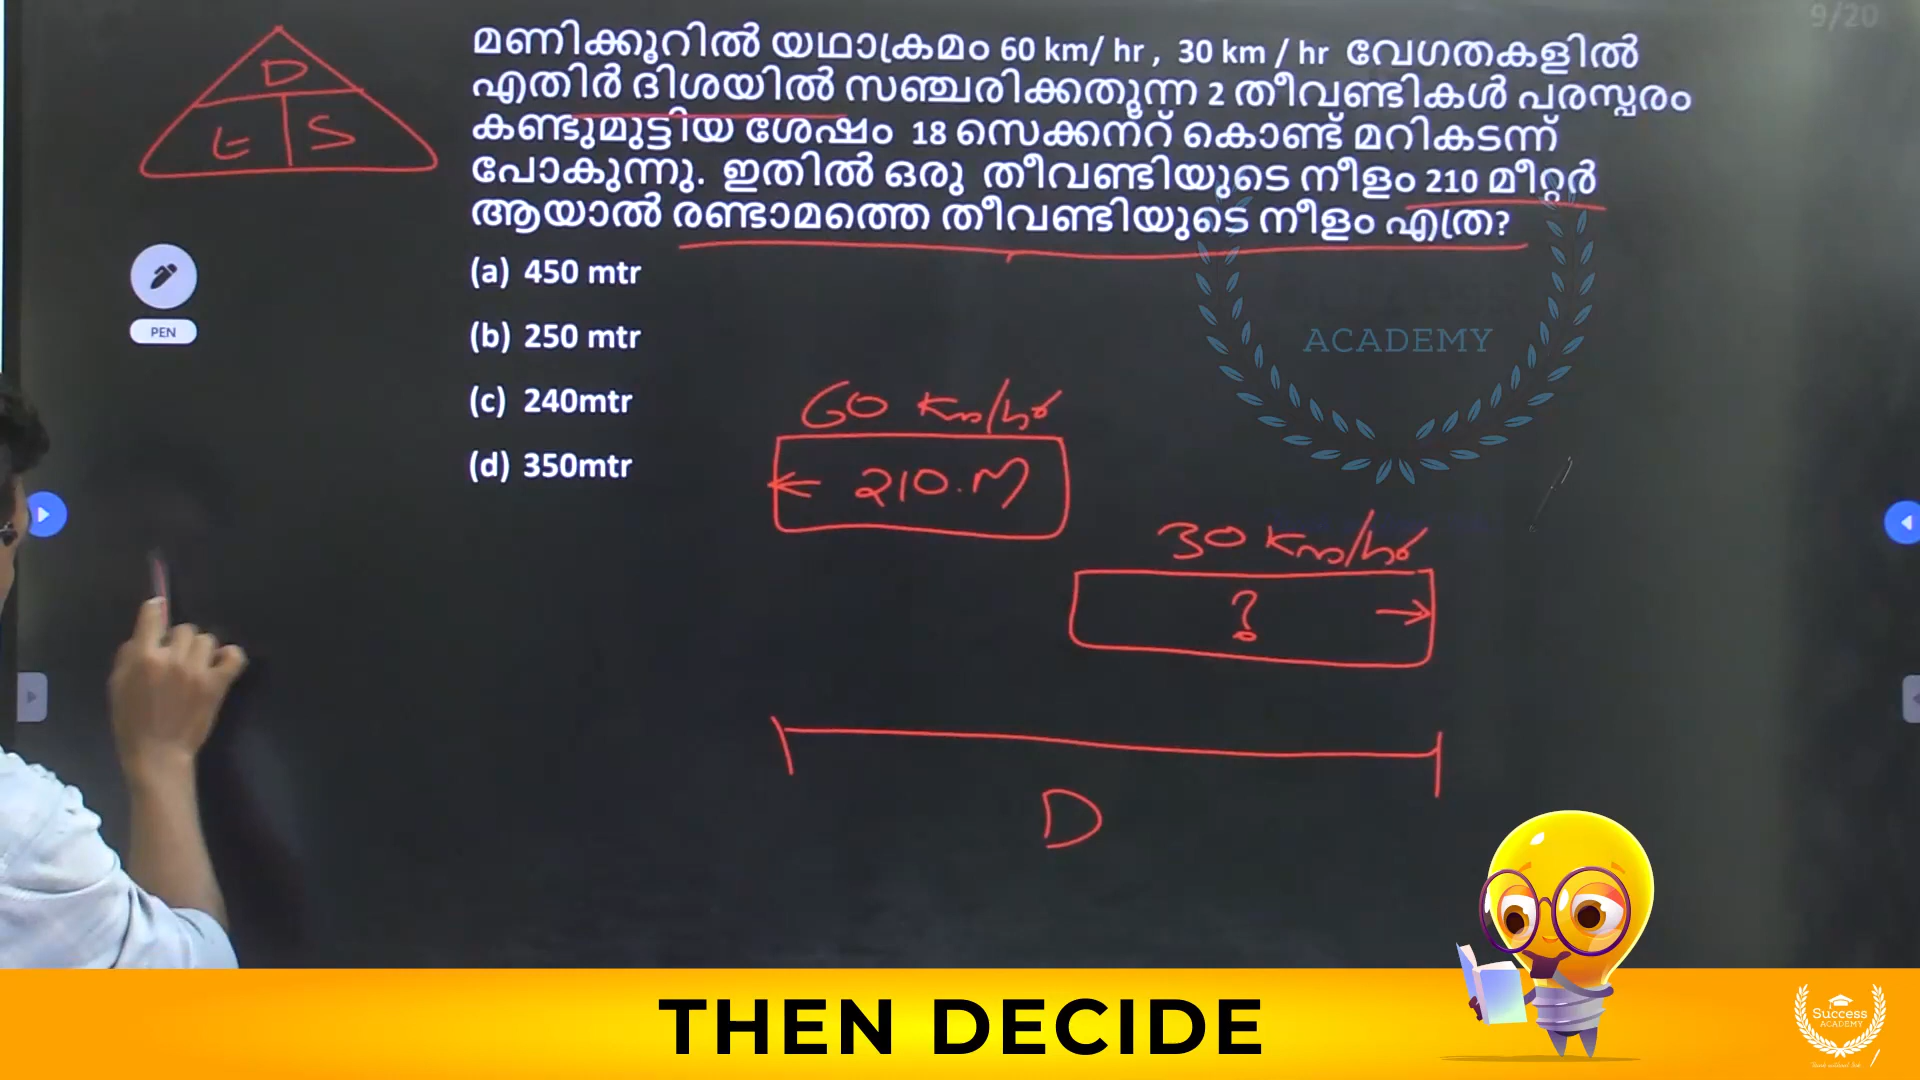 9/20
മണിക്കൂറിൽ യഥാക്രമം 60 km/ hr , 30 km / hr വേഗതകളിൽ
എതിർ ദിശയിൽ സഞ്ചരിക്കതുന്ന 2 തീവണ്ടികൾ പരസ്പരം
കണ്ടുമുട്ടിയ ശേഷം 18 സെക്കന്റ് കൊണ്ട് മറികടന്ന്
പോകുന്നു. ഇതിൽ ഒരു തീവണ്ടിയുടെ നീളം 210 മീറ്റർ
ആയാൽ രണ്ടാമത്തെ തീവണ്ടിയുടെ നീളം എത്ര?
D
t S
PEN
(a) 450 mtr
(b) 250 mtr
(c) 240mtr
(d) 350mtr
ACADEMY
60 Km/hr
← 210.M
30 Km/hr
? →
D
THEN DECIDE
Success
ACADEMY